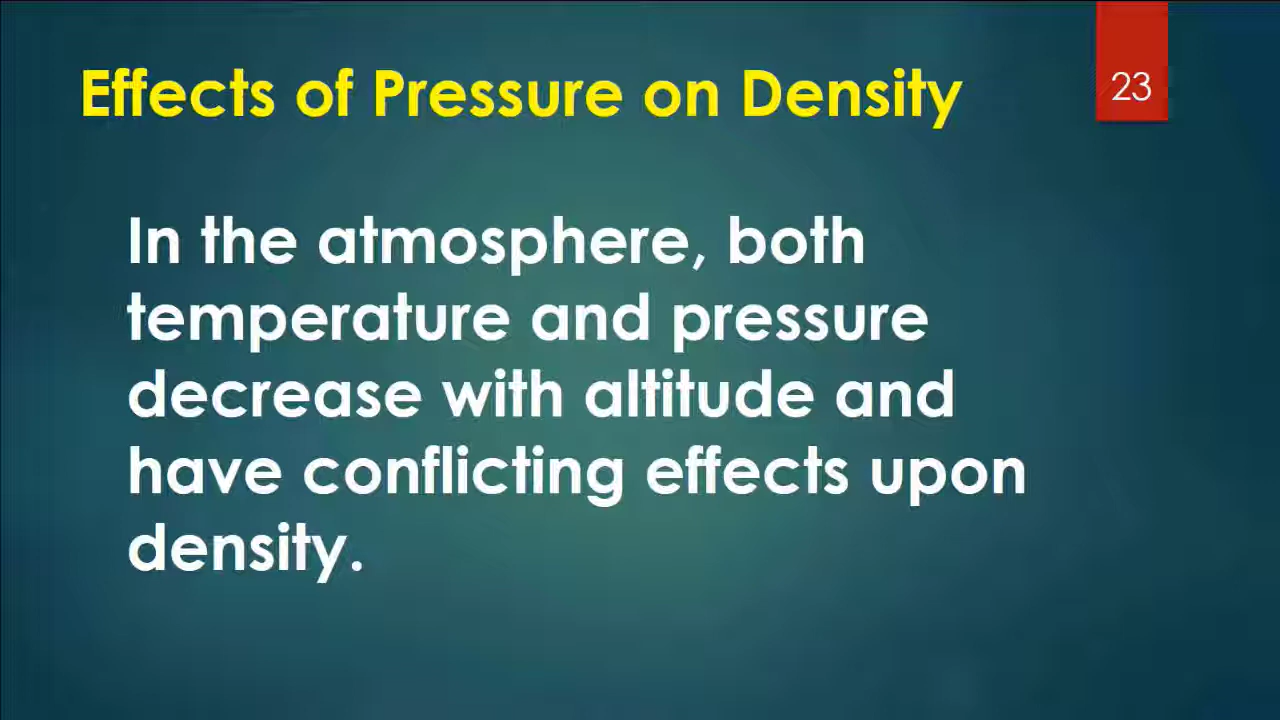 Effects of Pressure on Density
23
In the atmosphere, both
temperature and pressure
decrease with altitude and
have conflicting effects upon
density.